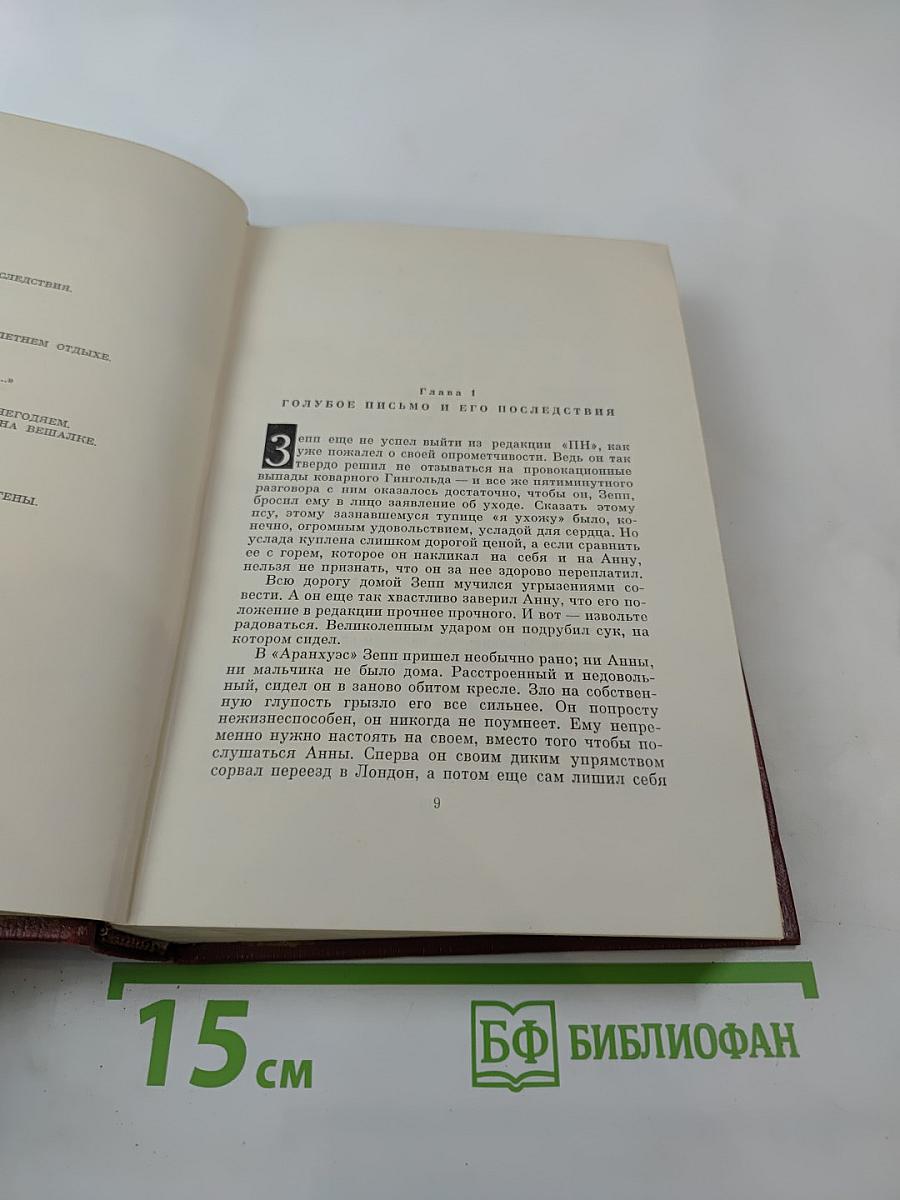 СЛЕДСТВИЯ.
ЛЕТНЕМ ОТДЫХЕ.
..»
НЕГОДЯЕМ.
НА ВЕШАЛКЕ.
ТЕНЫ.
Глава 1
ГОЛУБОЕ ПИСЬМО И ЕГО ПОСЛЕДСТВИЯ
Зепп еще не успел выйти из редакции «ПН», как
уже пожалел о своей опрометчивости. Ведь он так
твердо решил не отзываться на провокационные
выпады коварного Гингольда — и все же пятиминутного
разговора с ним оказалось достаточно, чтобы он, Зепп,
бросил ему в лицо заявление об уходе. Сказать этому
псу, этому зазнавшемуся тупице «я ухожу» было, ко-
нечно, огромным удовольствием, усладой для сердца. Но
услада куплена слишком дорогой ценой, а если сравнить
ее с горем, которое он накликал на себя и на Анну,
нельзя не признать, что он за нее здорово переплатил.
Всю дорогу домой Зепп мучился угрызениями со-
вести. А он еще так хвастливо заверил Анну, что его по-
ложение в редакции прочнее прочного. И вот — извольте
радоваться. Великолепным ударом он подрубил сук, на
котором сидел.
В «Аранхуэс» Зепп пришел необычно рано; ни Анны,
ни мальчика не было дома. Расстроенный и недоволь-
ный, сидел он в заново обитом кресле. Зло на собствен-
ную глупость грызло его все сильнее. Он попросту
нежизнеспособен, он никогда не поумнеет. Ему непре-
менно нужно настоять на своем, вместо того чтобы по-
слушаться Анны. Сперва он своим диким упрямством
сорвал переезд в Лондон, а потом еще сам лишил себя
9
15 см
БФ БИБЛИОФАН